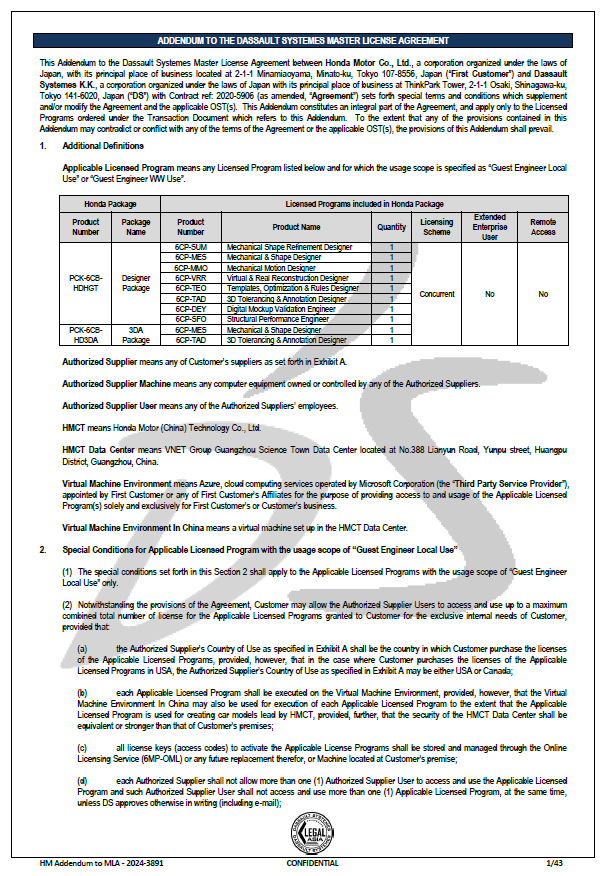 ADDENDUM TO THE DASSAULT SYSTEMES MASTER LICENSE AGREEMENT
This Addendum to the Dassault Systemes Master License Agreement between Honda Motor Co., Ltd., a corporation organized under the laws of
Japan, with its principal place of business located at 2-1-1 Minamiaoyama, Minato-ku, Tokyo 107-8556, Japan ("First Customer") and Dassault
Systemes K.K., a corporation organized under the laws of Japan with its principal place of business at ThinkPark Tower, 2-1-1 Osaki, Shinagawa-ku,
Tokyo 141-6020, Japan ("DS") with Contract ref: 2020-5906 (as amended, "Agreement") sets forth special terms and conditions which supplement
and/or modify the Agreement and the applicable OST(s). This Addendum constitutes an integral part of the Agreement, and apply only to the Licensed
Programs ordered under the Transaction Document which refers to this Addendum. To the extent that any of the provisions contained in this
Addendum may contradict or conflict with any of the terms of the Agreement or the applicable OST(s), the provisions of this Addendum shall prevail.
1. Additional Definitions
Applicable Licensed Program means any Licensed Program listed below and for which the usage scope is specified as "Guest Engineer Local
Use" or "Guest Engineer WW Use".
Honda Package Licensed Programs included in Honda Package
Product Number Package Name Product Number Product Name Quantity Licensing Scheme Extended Enterprise User Remote Access
PCK-6CB-HDHGT Designer Package 6CP-SUM Mechanical Shape Refinement Designer 1 Concurrent No No
6CP-MES Mechanical & Shape Designer 1
6CP-MMO Mechanical Motion Designer 1
6CP-VRR Virtual & Real Reconstruction Designer 1
6CP-TEO Templates, Optimization & Rules Designer 1
6CP-TAD 3D Tolerancing & Annotation Designer 1
6CP-DEY Digital Mockup Validation Engineer 1
6CP-SFO Structural Performance Engineer 1
PCK-6CB-HD3DA 3DA Package 6CP-MES Mechanical & Shape Designer 1
6CP-TAD 3D Tolerancing & Annotation Designer 1
Authorized Supplier means any of Customer's suppliers as set forth in Exhibit A.
Authorized Supplier Machine means any computer equipment owned or controlled by any of the Authorized Suppliers.
Authorized Supplier User means any of the Authorized Suppliers' employees.
HMCT means Honda Motor (China) Technology Co., Ltd.
HMCT Data Center means VNET Group Guangzhou Science Town Data Center located at No.388 Lianyun Road, Yunpu street, Huangpu
District, Guangzhou, China.
Virtual Machine Environment means Azure, cloud computing services operated by Microsoft Corporation (the "Third Party Service Provider"),
appointed by First Customer or any of First Customer's Affiliates for the purpose of providing access to and usage of the Applicable Licensed
Program(s) solely and exclusively for First Customer's or Customer's business.
Virtual Machine Environment In China means a virtual machine set up in the HMCT Data Center.
2. Special Conditions for Applicable Licensed Program with the usage scope of "Guest Engineer Local Use"
(1) The special conditions set forth in this Section 2 shall apply to the Applicable Licensed Programs with the usage scope of "Guest Engineer
Local Use" only.
(2) Notwithstanding the provisions of the Agreement, Customer may allow the Authorized Supplier Users to access and use up to a maximum
combined total number of license for the Applicable Licensed Programs granted to Customer for the exclusive internal needs of Customer,
provided that:
(a) the Authorized Supplier's Country of Use as specified in Exhibit A shall be the country in which Customer purchase the licenses
of the Applicable Licensed Programs, provided, however, that in the case where Customer purchases the licenses of the Applicable
Licensed Programs in USA, the Authorized Supplier's Country of Use as specified in Exhibit A may be either USA or Canada;
(b) each Applicable Licensed Program shall be executed on the Virtual Machine Environment, provided, however, that the Virtual
Machine Environment In China may also be used for execution of each Applicable Licensed Program to the extent that the Applicable
Licensed Program is used for creating car models lead by HMCT, provided, further, that the security of the HMCT Data Center shall be
equivalent or stronger than that of Customer's premises;
(c) all license keys (access codes) to activate the Applicable License Programs shall be stored and managed through the Online
Licensing Service (6MP-OML) or any future replacement therefor, or Machine located at Customer's premise;
(d) each Authorized Supplier shall not allow more than one (1) Authorized Supplier User to access and use the Applicable Licensed
Program and such Authorized Supplier User shall not access and use more than one (1) Applicable Licensed Program, at the same time,
unless DS approves otherwise in writing (including e-mail);
DASSAULT SYSTEMES
LEGAL
ASIA
DASSAULT SYSTEMES
HM Addendum to MLA - 2024-3891 CONFIDENTIAL 1/43